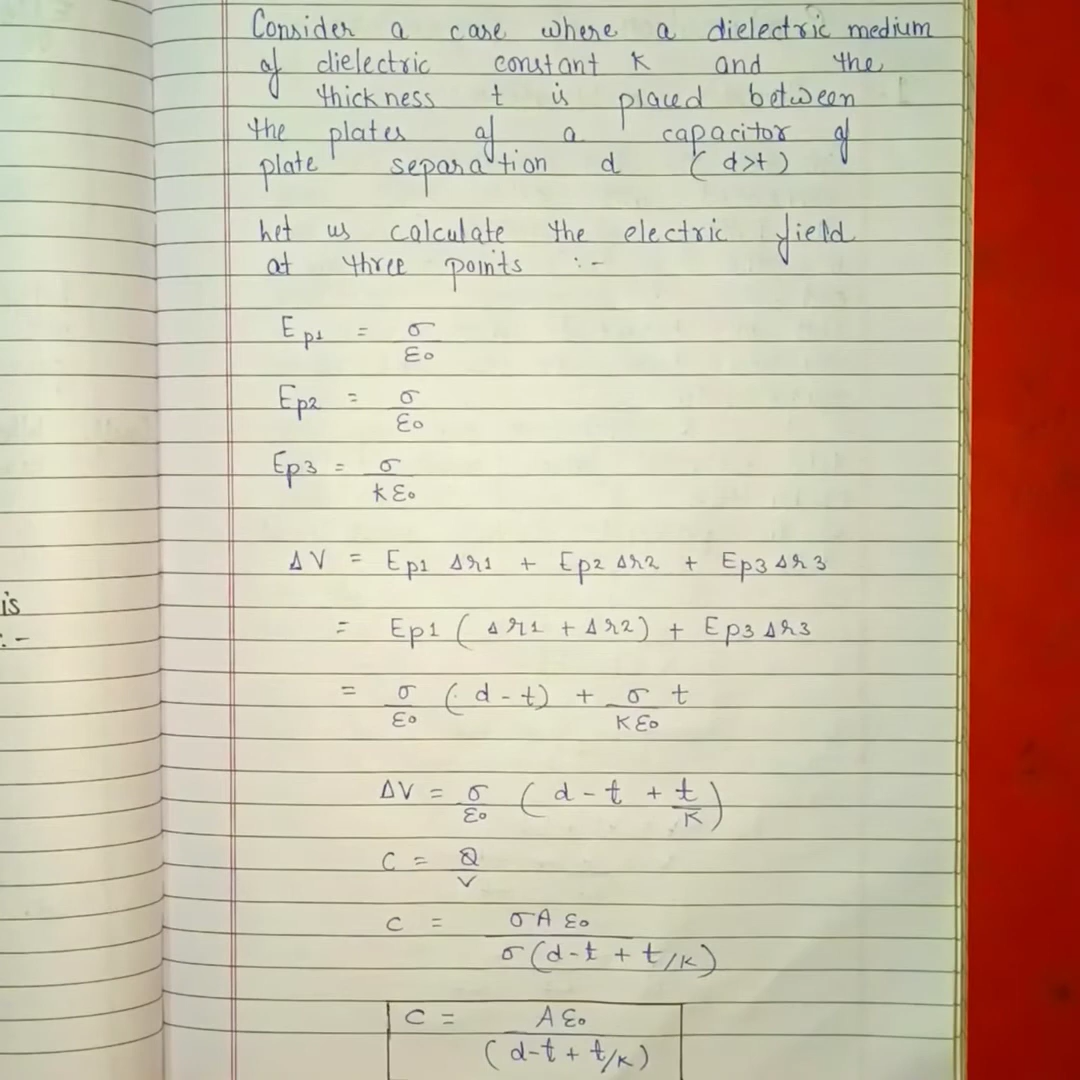 Consider a case where a dielectric medium
of dielectric constant K and the
thickness t is placed between
the plates of a capacitor of
plate separation d (d>t)
Let us calculate the electric field
at three points :-
Ep1 = σ/ε0
Ep2 = σ/ε0
Ep3 = σ/kε0
ΔV = Ep1 Δr1 + Ep2 Δr2 + Ep3 Δr3
= Ep1 (Δr1 + Δr2) + Ep3 Δr3
= σ/ε0 (d-t) + σ/Kε0 t
is
:-
ΔV = σ/ε0 (d-t + t/K)
C = Q/V
C = σAε0/σ(d-t + t/K)
C = Aε0/(d-t + t/K)